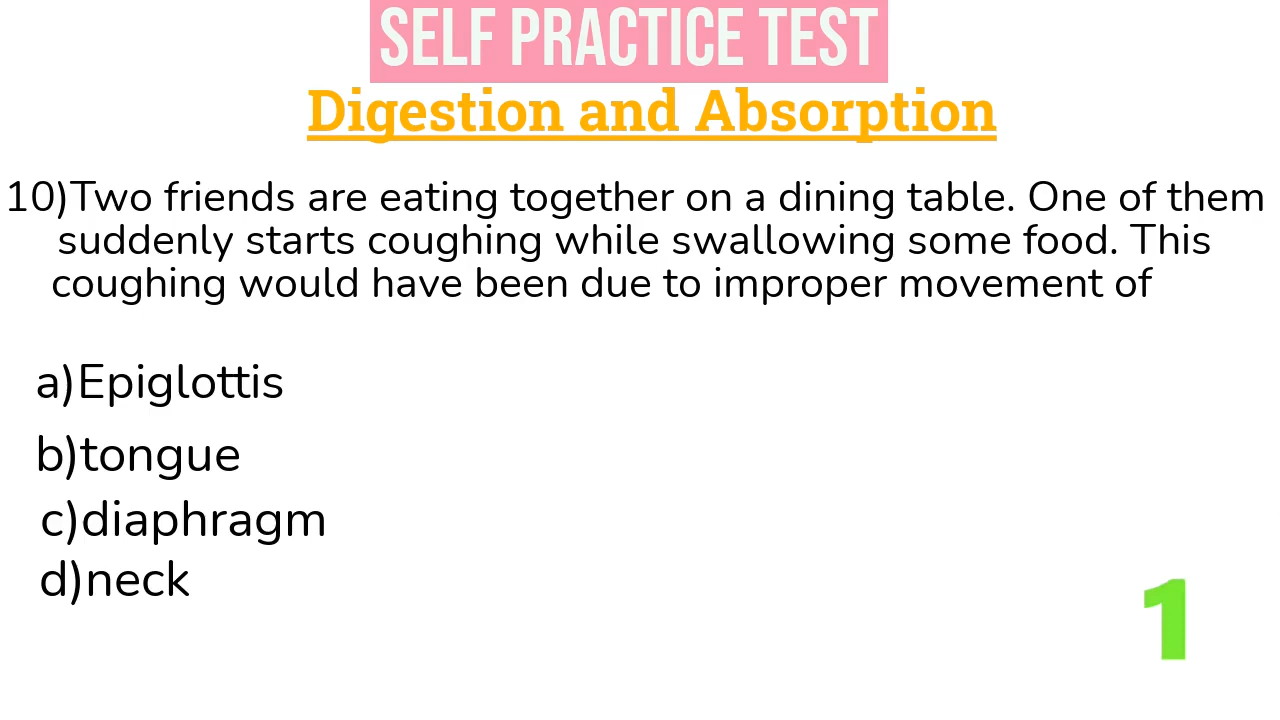 SELF PRACTICE TEST
Digestion and Absorption
10)Two friends are eating together on a dining table. One of them
suddenly starts coughing while swallowing some food. This
coughing would have been due to improper movement of
a)Epiglottis
b)tongue
c)diaphragm
d)neck
1